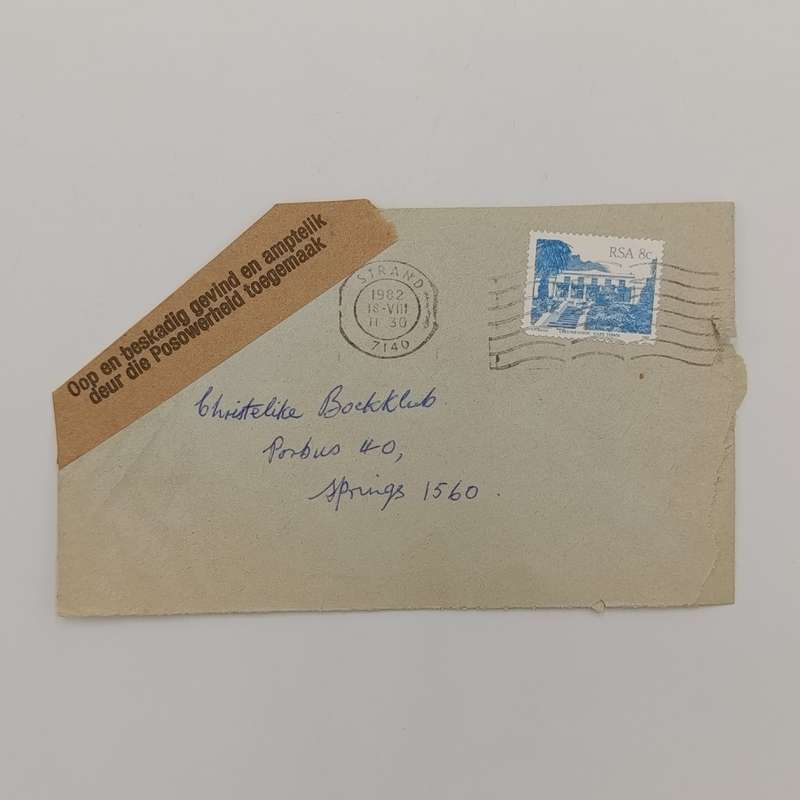 Oop en beskadig gevind en amptelik
deur die Poswerheid toegemaak
STRAND
1982
18-VIII
11 30
7140
RSA 8c
Christelike Boekklub
Posbus 40,
Springs 1560.